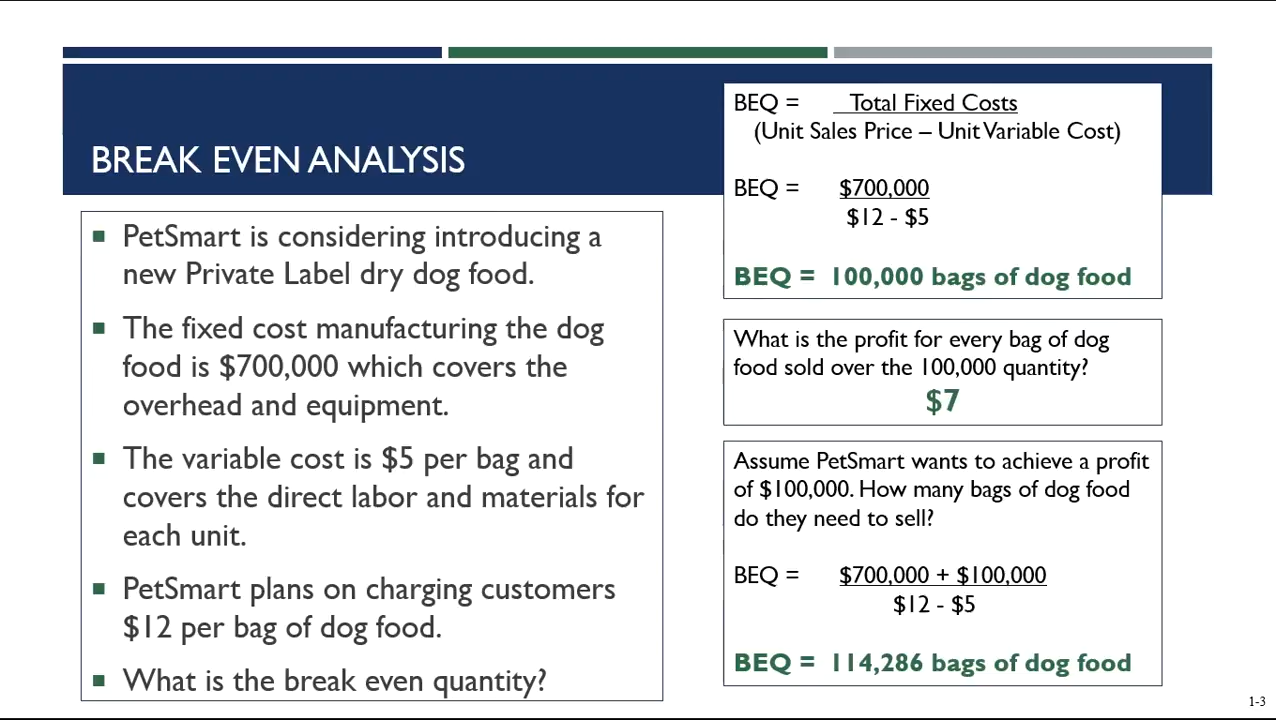 BREAK EVEN ANALYSIS
PetSmart is considering introducing a
new Private Label dry dog food.
The fixed cost manufacturing the dog
food is $700,000 which covers the
overhead and equipment.
The variable cost is $5 per bag and
covers the direct labor and materials for
each unit.
PetSmart plans on charging customers
$12 per bag of dog food.
What is the break even quantity?
BEQ = Total Fixed Costs
(Unit Sales Price – Unit Variable Cost)
BEQ = $700,000
$12 - $5
BEQ = 100,000 bags of dog food
What is the profit for every bag of dog
food sold over the 100,000 quantity?
$7
Assume PetSmart wants to achieve a profit
of $100,000. How many bags of dog food
do they need to sell?
BEQ = $700,000 + $100,000
$12 - $5
BEQ = 114,286 bags of dog food
1-3